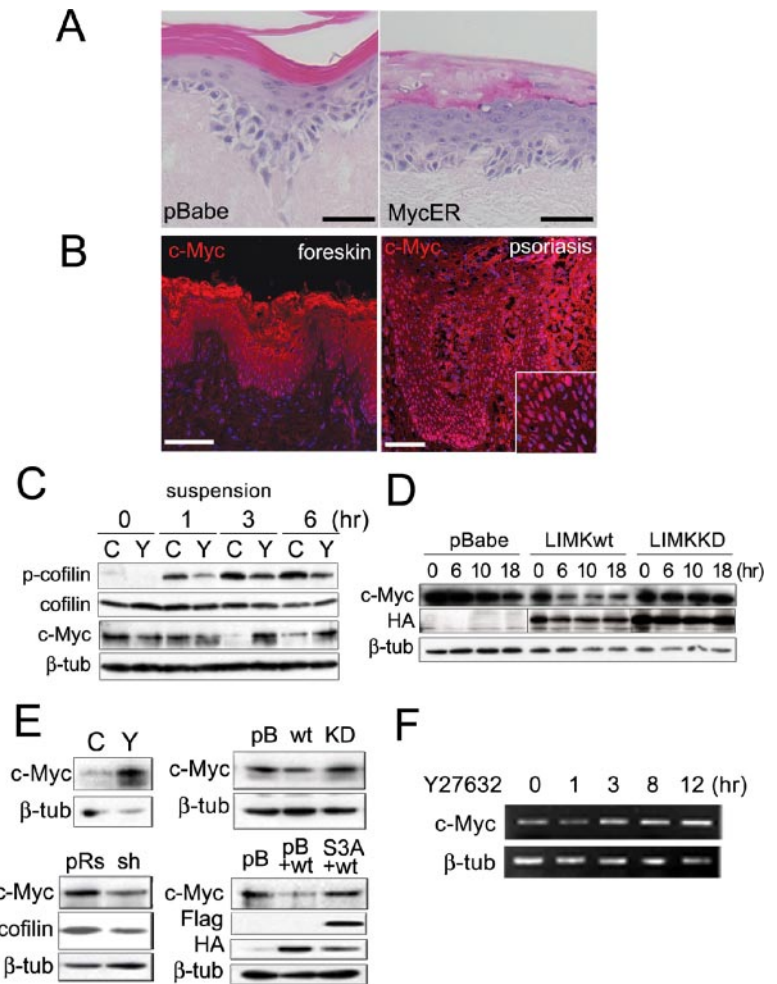 A
pBabe
MycER
B
c-Myc foreskin
c-Myc psoriasis
C
suspension
0 1 3 6 (hr)
C Y C Y C Y C Y
p-cofilin
cofilin
c-Myc
β-tub
D
pBabe LIMKwt LIMKKD
0 6 10 18 0 6 10 18 0 6 10 18 (hr)
c-Myc
HA
β-tub
E
C Y
c-Myc
β-tub
pB wt KD
c-Myc
β-tub
pRs sh
c-Myc
cofilin
β-tub
pB pB+wt S3A+wt
c-Myc
Flag
HA
β-tub
F
Y27632 0 1 3 8 12 (hr)
c-Myc
β-tub